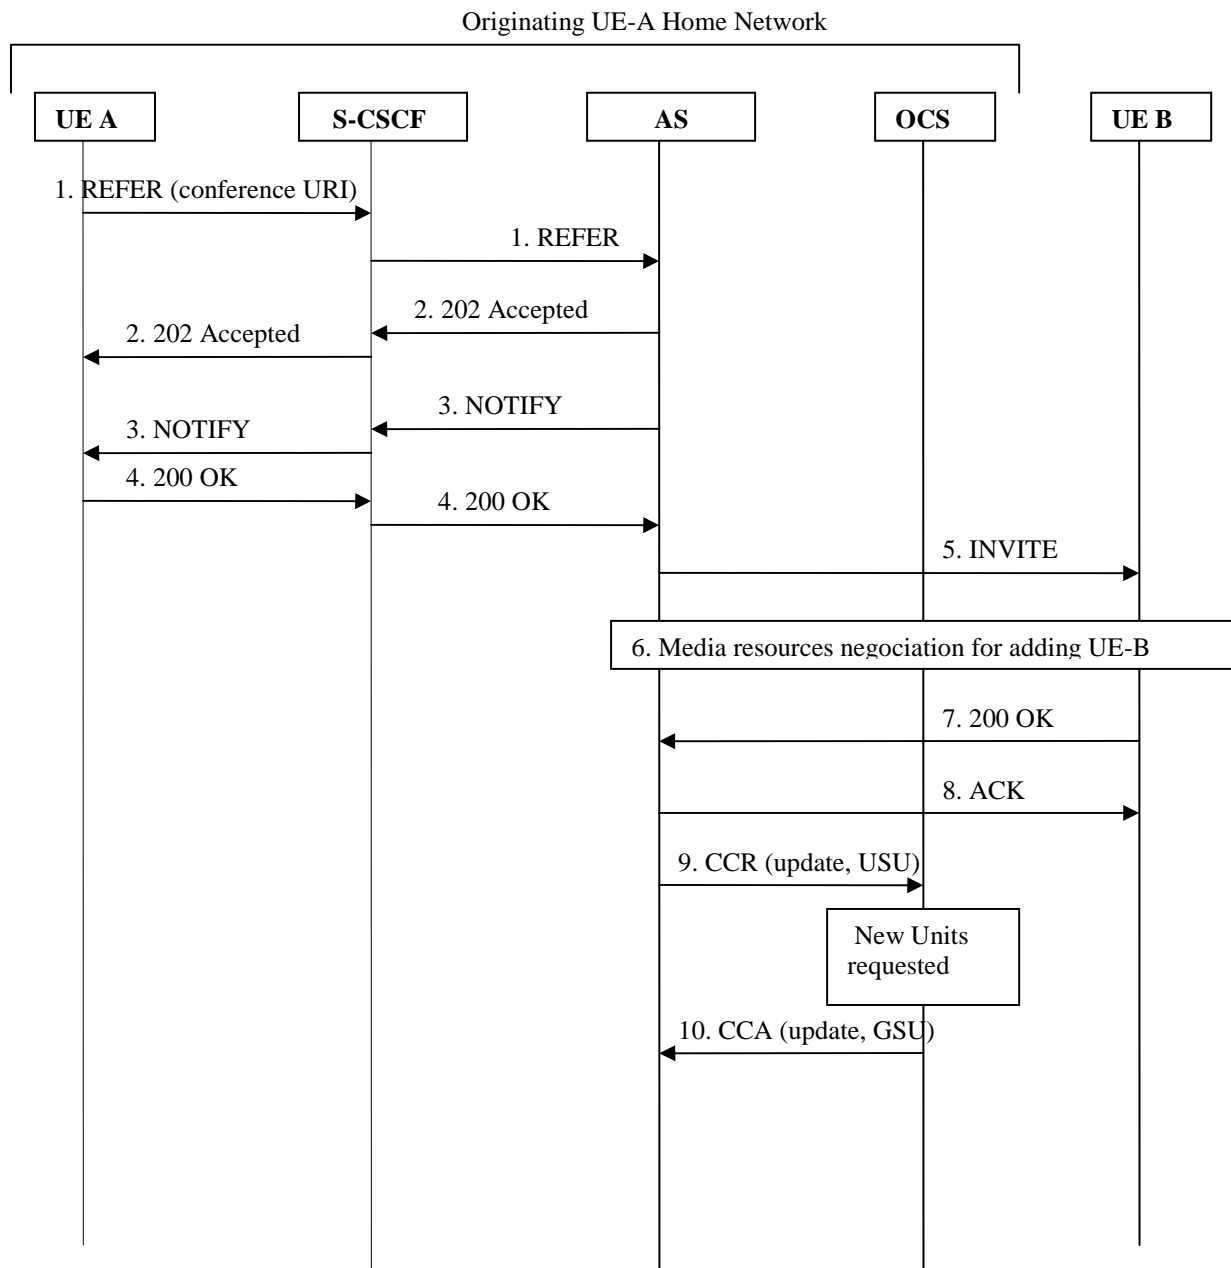 Originating UE-A Home Network
UE A
S-CSCF
AS
OCS
UE B
1. REFER (conference URI)
1. REFER
2. 202 Accepted
2. 202 Accepted
3. NOTIFY
3. NOTIFY
4. 200 OK
4. 200 OK
5. INVITE
6. Media resources negociation for adding UE-B
7. 200 OK
8. ACK
9. CCR (update, USU)
New Units
requested
10. CCA (update, GSU)